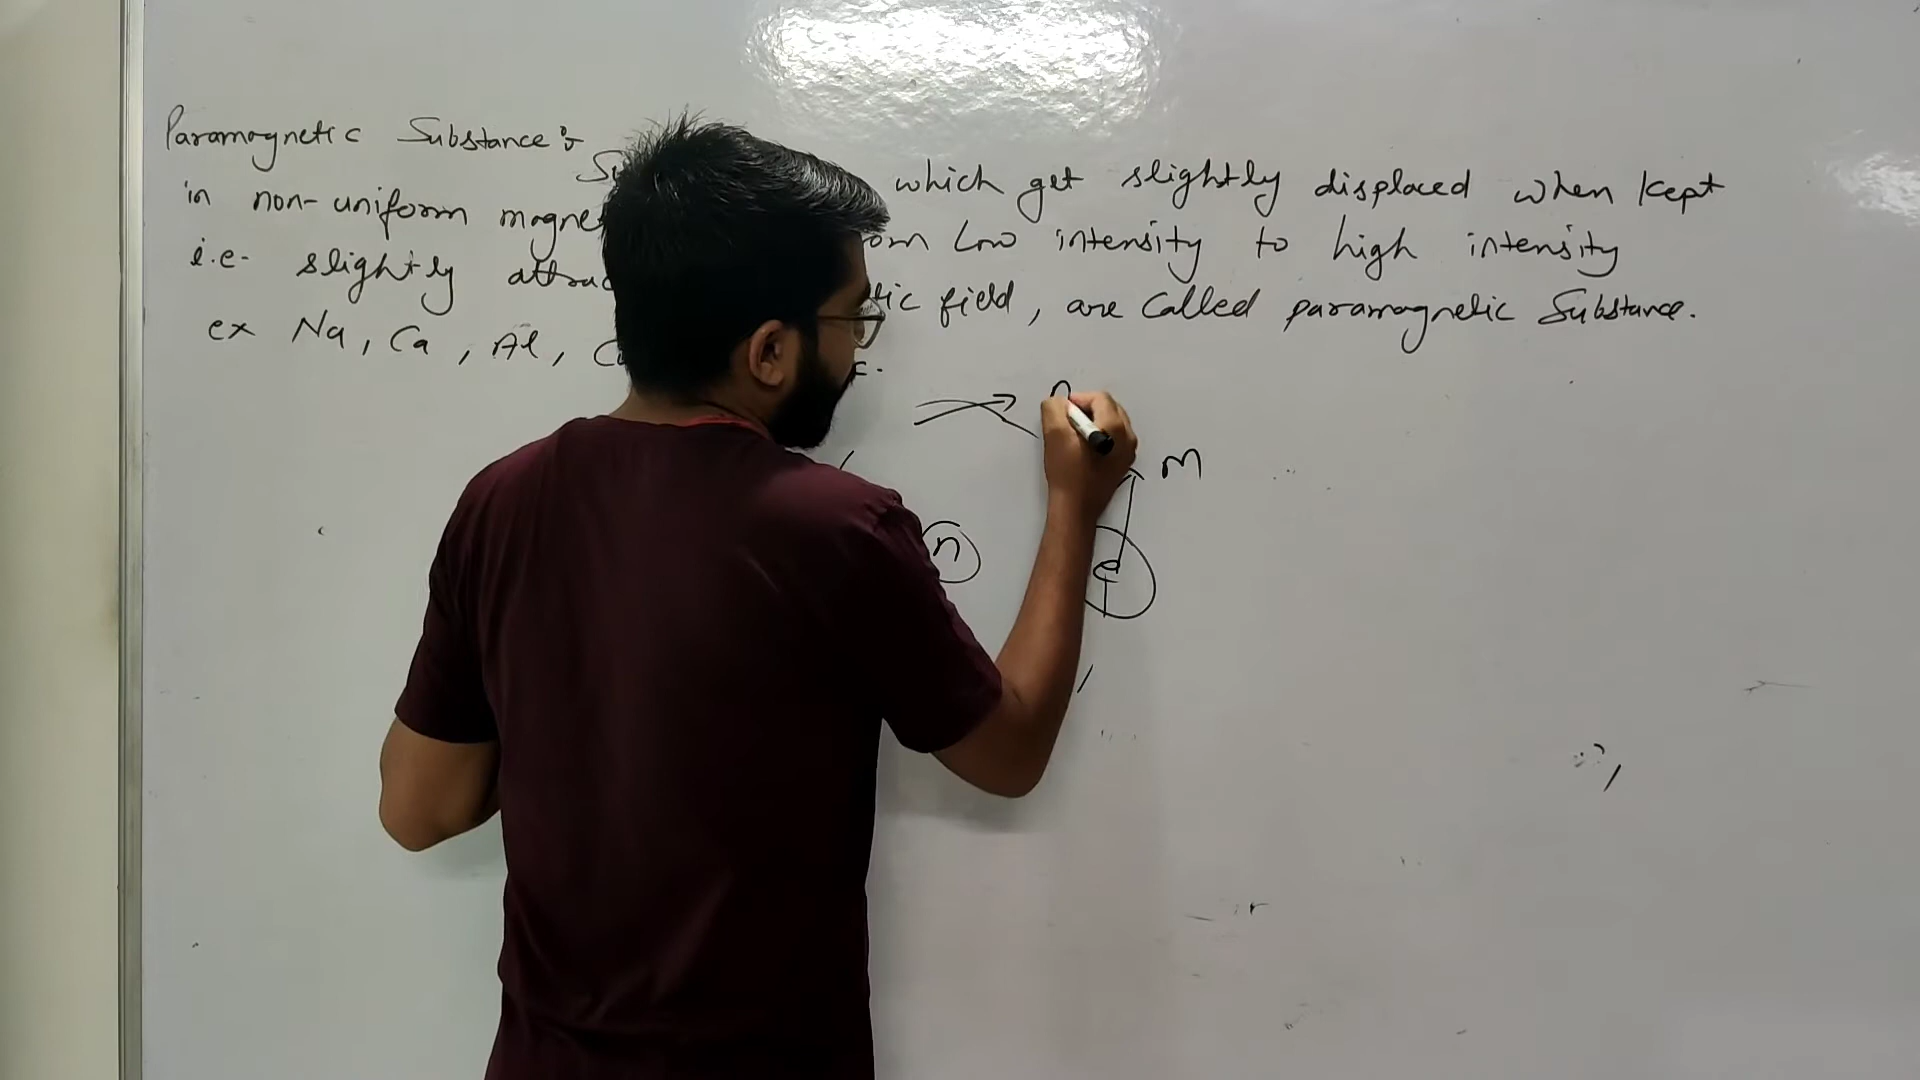 Paramagnetic Substance :-
which get slightly displaced when kept
in non-uniform magne om Low intensity to high intensity
i.e. slightly attrac tic field, are called paramagnetic Substance.
ex Na, Ca, Al, C
m
n e